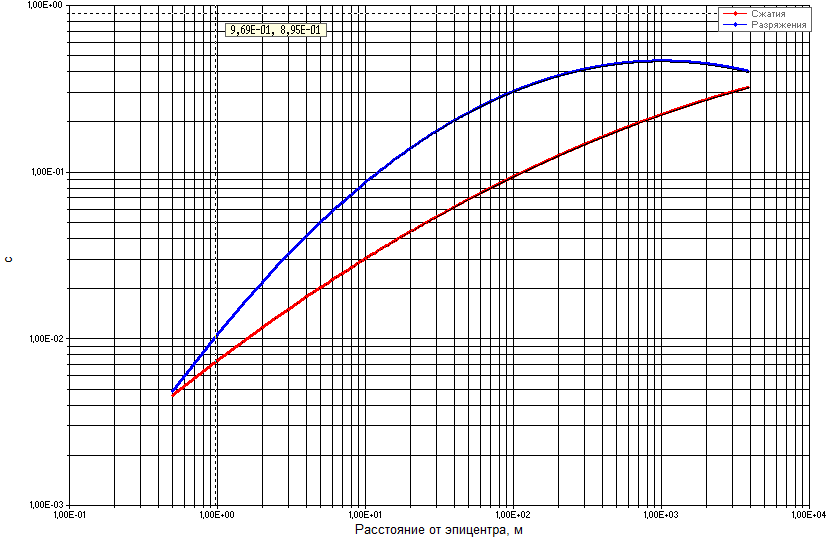 1,00E+00
Сжатия
Разряжения
9,69E-01, 8,95E-01
1,00E-01
с
1,00E-02
1,00E-03
1,00E-01 1,00E+00 1,00E+01 1,00E+02 1,00E+03 1,00E+04
Расстояние от эпицентра, м